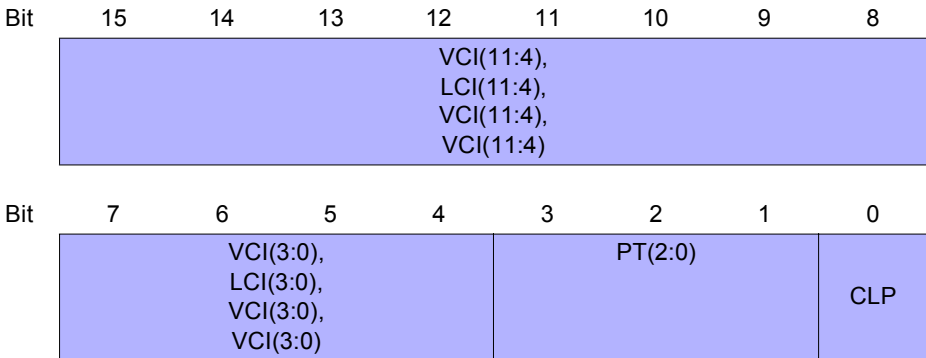 Bit 15 14 13 12 11 10 9 8
VCI(11:4),
LCI(11:4),
VCI(11:4),
VCI(11:4)
Bit 7 6 5 4 3 2 1 0
VCI(3:0), PT(2:0)
LCI(3:0),
CLP
VCI(3:0),
VCI(3:0)